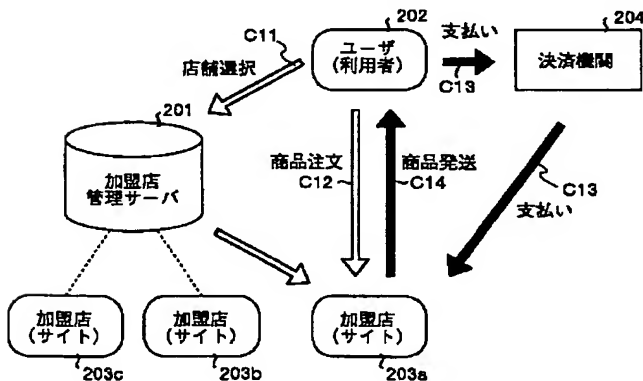 202
204
C11
ユーザ
(利用者)
支払い
C13
決済機関
店舗選択
201
加盟店
管理サーバ
商品注文
C12
商品発送
C14
C13
支払い
加盟店
(サイト)
203c
加盟店
(サイト)
203b
加盟店
(サイト)
203a